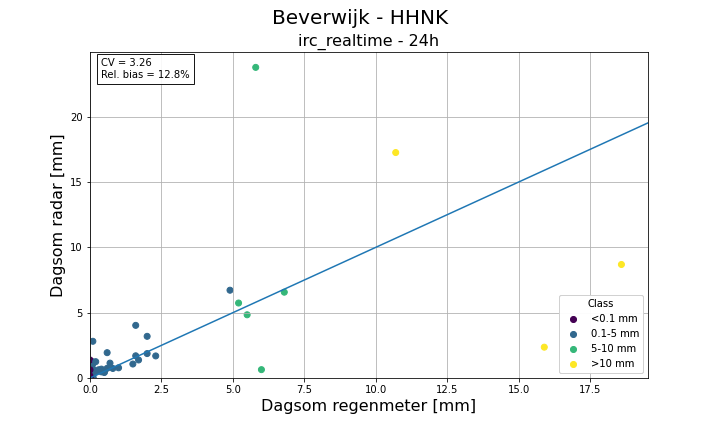 Beverwijk - HHNK
irc_realtime - 24h
CV = 3.26
Rel. bias = 12.8%
Dagsom radar [mm]
20
15
10
5
0
0.0 2.5 5.0 7.5 10.0 12.5 15.0 17.5
Dagsom regenmeter [mm]
Class
<0.1 mm
0.1-5 mm
5-10 mm
>10 mm